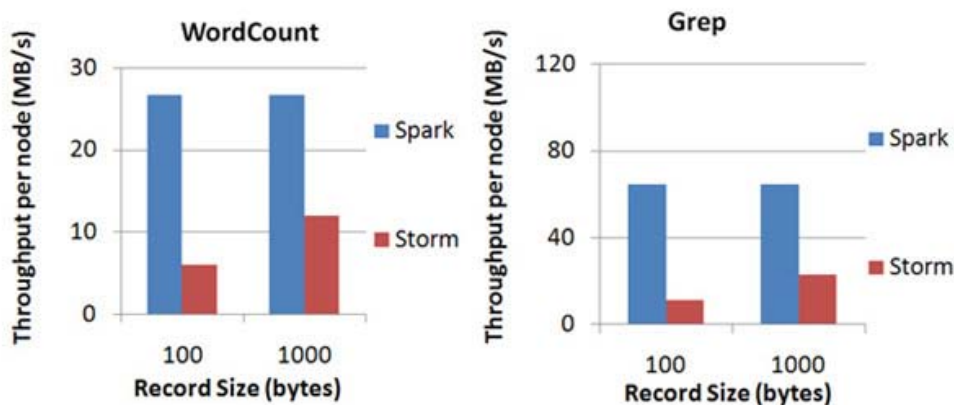 WordCount
Throughput per node (MB/s)
30
20
10
0
100
1000
Record Size (bytes)
Spark
Storm
Grep
Throughput per node (MB/s)
120
80
40
0
100
1000
Record Size (bytes)
Spark
Storm